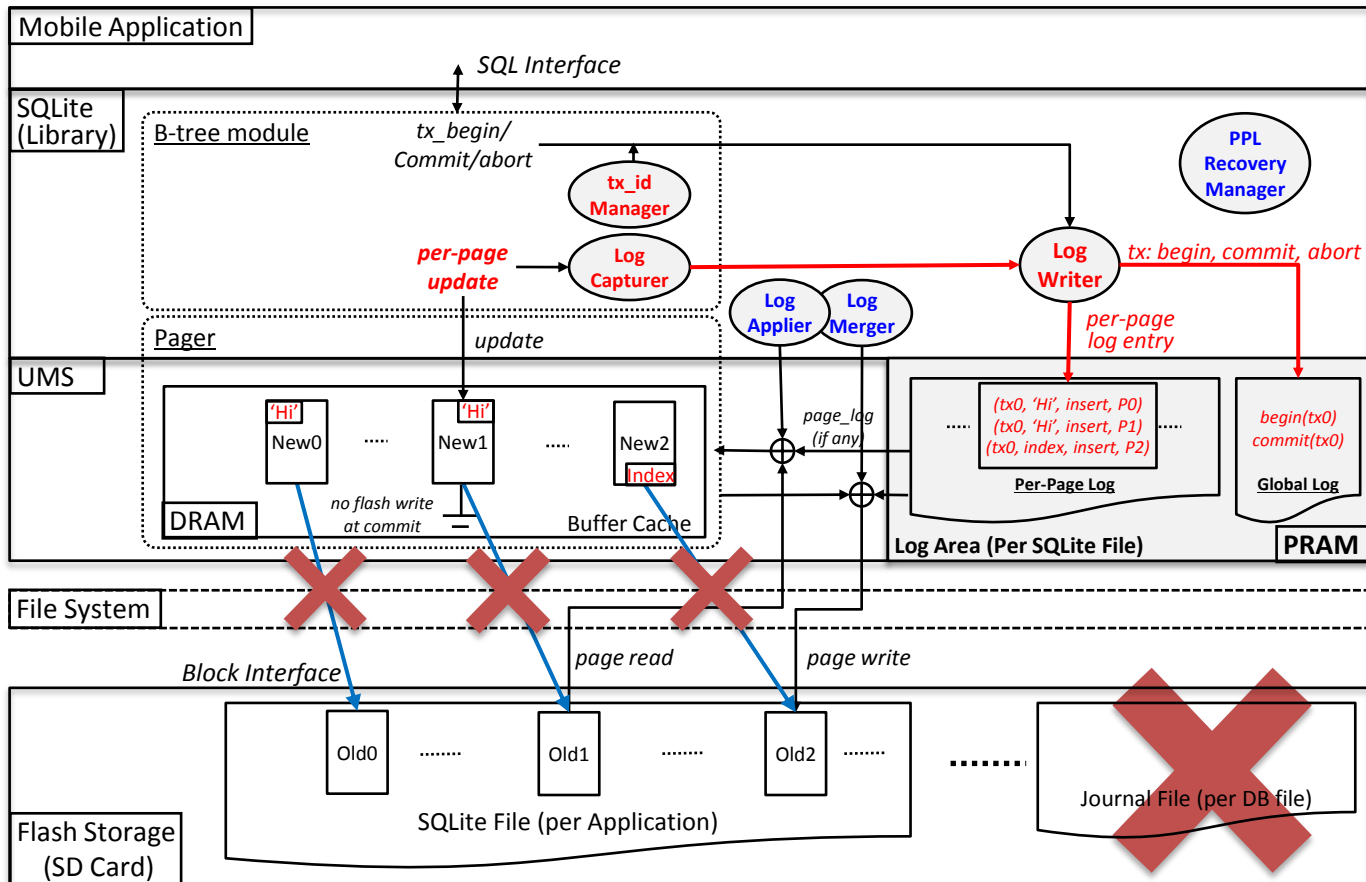 Mobile Application
SQL Interface
SQLite
(Library)
B-tree module
tx_begin/
Commit/abort
tx_id
Manager
PPL
Recovery
Manager
per-page
update
Log
Capturer
Log
Writer
tx: begin, commit, abort
Log
Applier
Log
Merger
per-page
log entry
Pager
update
UMS
'Hi'
New0
.....
'Hi'
New1
.....
New2
Index
page_log
(if any)
.....
(tx0, 'Hi', insert, P0)
(tx0, 'Hi', insert, P1)
(tx0, index, insert, P2)
.....
Per-Page Log
begin(tx0)
commit(tx0)
Global Log
DRAM
no flash write
at commit
Buffer Cache
Log Area (Per SQLite File)
PRAM
File System
Block Interface
page read
page write
Old0
........
Old1
........
Old2
........
........
SQLite File (per Application)
Journal File (per DB file)
Flash Storage
(SD Card)